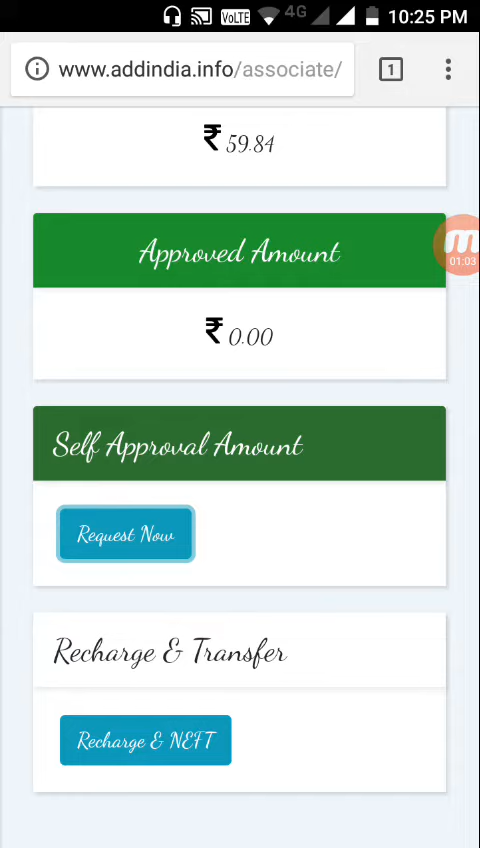 VoLTE 4G 10:25 PM
www.addindia.info/associate/ 1
₹ 59.84
Approved Amount
01:03
₹ 0.00
Self Approval Amount
Request Now
Recharge & Transfer
Recharge & NEFT